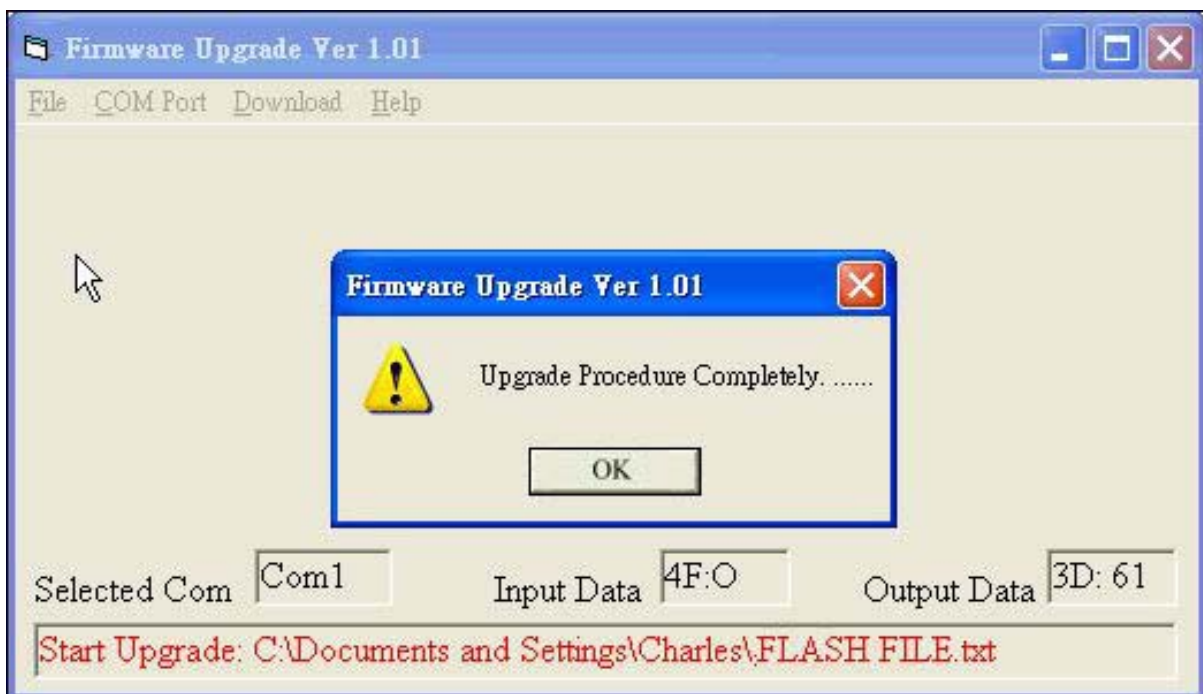 Firmware Upgrade Ver 1.01
File COM Port Download Help
Firmware Upgrade Ver 1.01
Upgrade Procedure Completely. ......
OK
Selected Com Com1 Input Data 4F:O Output Data 3D: 61
Start Upgrade: C:\Documents and Settings\Charles\FLASH FILE.txt